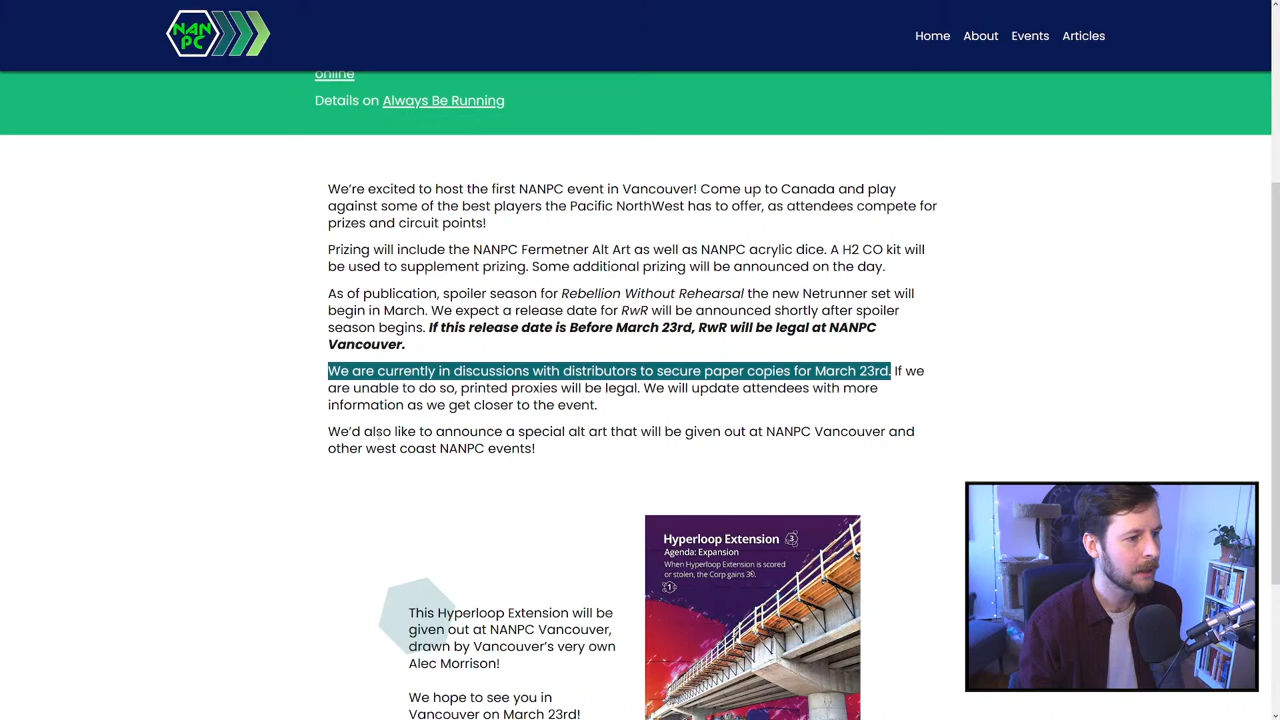 NAN
PC
Home About Events Articles
online
Details on Always Be Running
We're excited to host the first NANPC event in Vancouver! Come up to Canada and play
against some of the best players the Pacific NorthWest has to offer, as attendees compete for
prizes and circuit points!
Prizing will include the NANPC Fermetner Alt Art as well as NANPC acrylic dice. A H2 CO kit will
be used to supplement prizing. Some additional prizing will be announced on the day.
As of publication, spoiler season for Rebellion Without Rehearsal the new Netrunner set will
begin in March. We expect a release date for RwR will be announced shortly after spoiler
season begins. If this release date is Before March 23rd, RwR will be legal at NANPC
Vancouver.
We are currently in discussions with distributors to secure paper copies for March 23rd. If we
are unable to do so, printed proxies will be legal. We will update attendees with more
information as we get closer to the event.
We'd also like to announce a special alt art that will be given out at NANPC Vancouver and
other west coast NANPC events!
Hyperloop Extension 3
Agenda: Expansion
When Hyperloop Extension is scored
or stolen, the Corp gains 3
1
This Hyperloop Extension will be
given out at NANPC Vancouver,
drawn by Vancouver's very own
Alec Morrison!
We hope to see you in
Vancouver on March 23rd!